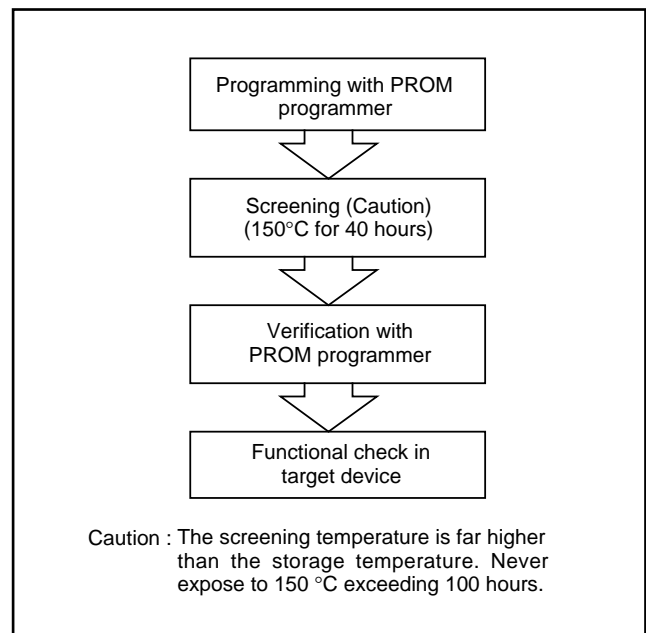 Programming with PROM
programmer
Screening (Caution)
(150°C for 40 hours)
Verification with
PROM programmer
Functional check in
target device
Caution : The screening temperature is far higher
than the storage temperature. Never
expose to 150 °C exceeding 100 hours.